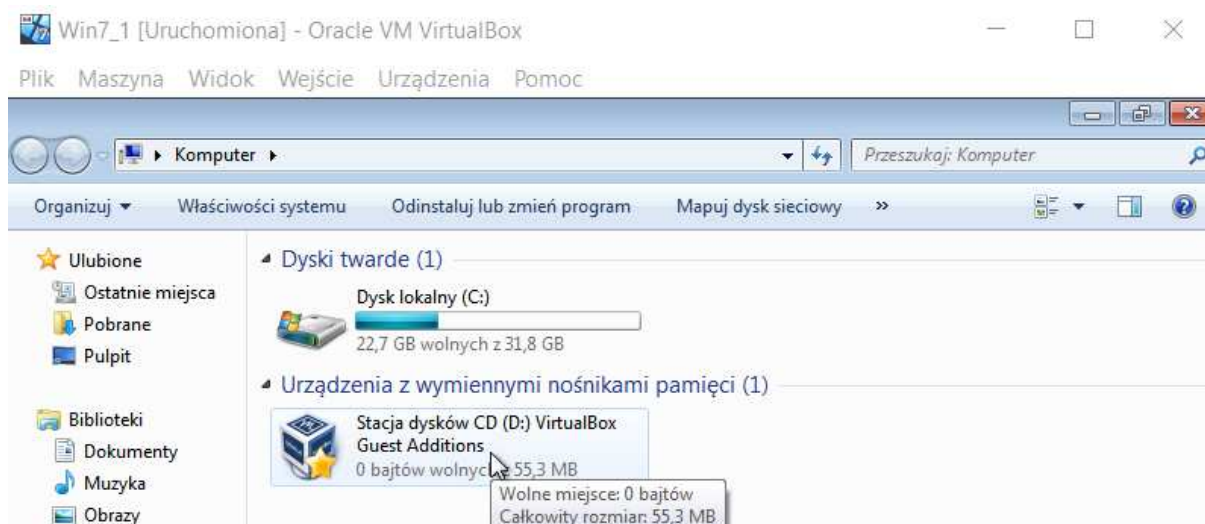 Win7_1 [Uruchomiona] - Oracle VM VirtualBox
Plik Maszyna Widok Wejście Urządzenia Pomoc
Komputer
Przeszukaj: Komputer
Organizuj Właściwości systemu Odinstaluj lub zmień program Mapuj dysk sieciowy »
Ulubione
Ostatnie miejsca
Pobrane
Pulpit
Biblioteki
Dokumenty
Muzyka
Obrazy
Dyski twarde (1)
Dysk lokalny (C:)
22,7 GB wolnych z 31,8 GB
Urządzenia z wymiennymi nośnikami pamięci (1)
Stacja dysków CD (D:) VirtualBox
Guest Additions
0 bajtów wolnych 55,3 MB
Wolne miejsce: 0 bajtów
Całkowity rozmiar: 55,3 MB